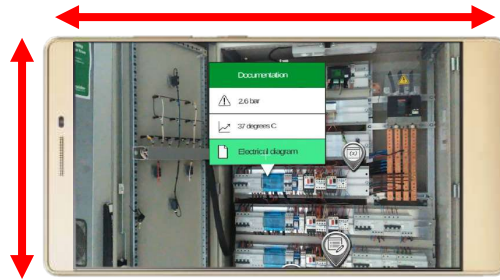 Documentation
2.6 bar
37 degrees C
Electrical diagram